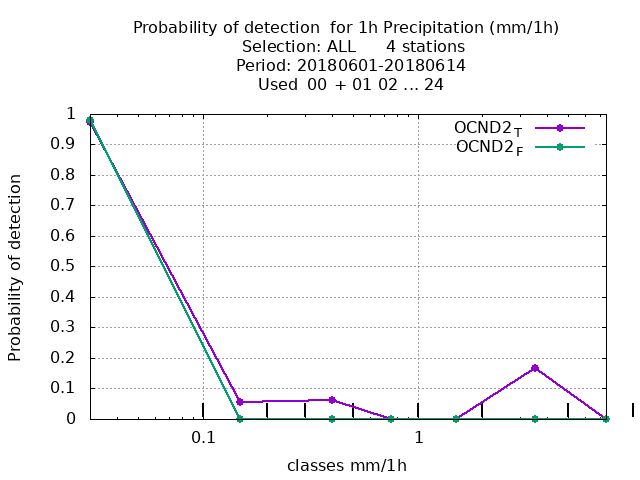 Probability of detection  for 1h Precipitation (mm/1h)
Selection: ALL      4 stations
Period: 20180601-20180614
Used  00  + 01 02 ... 24
OCND2_T
OCND2_F
1
0.9
0.8
0.7
0.6
0.5
0.4
0.3
0.2
0.1
0
Probability of detection
0.1 1
classes mm/1h